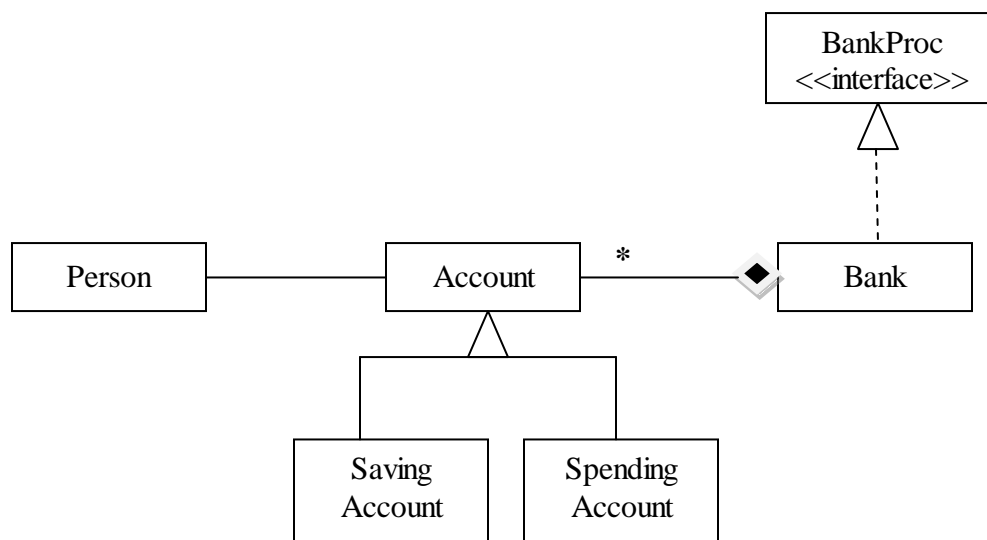 BankProc
<<interface>>
*
Person
Account
Bank
Saving
Account
Spending
Account